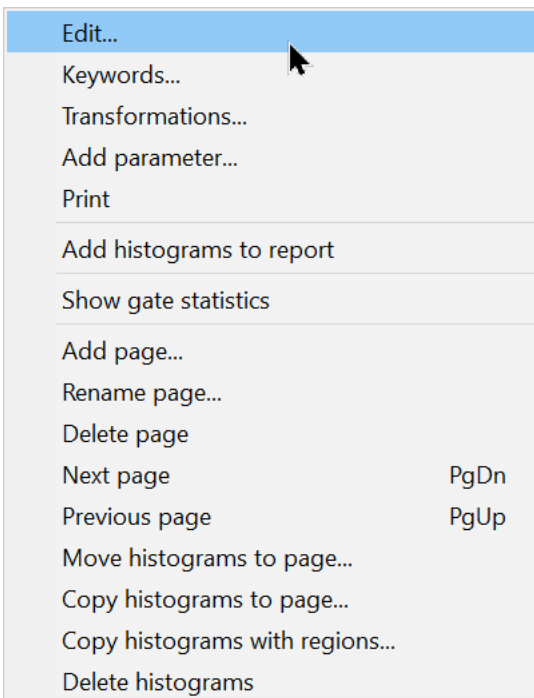 Edit...
Keywords...
Transformations...
Add parameter...
Print
Add histograms to report
Show gate statistics
Add page...
Rename page...
Delete page
Next page PgDn
Previous page PgUp
Move histograms to page...
Copy histograms to page...
Copy histograms with regions...
Delete histograms